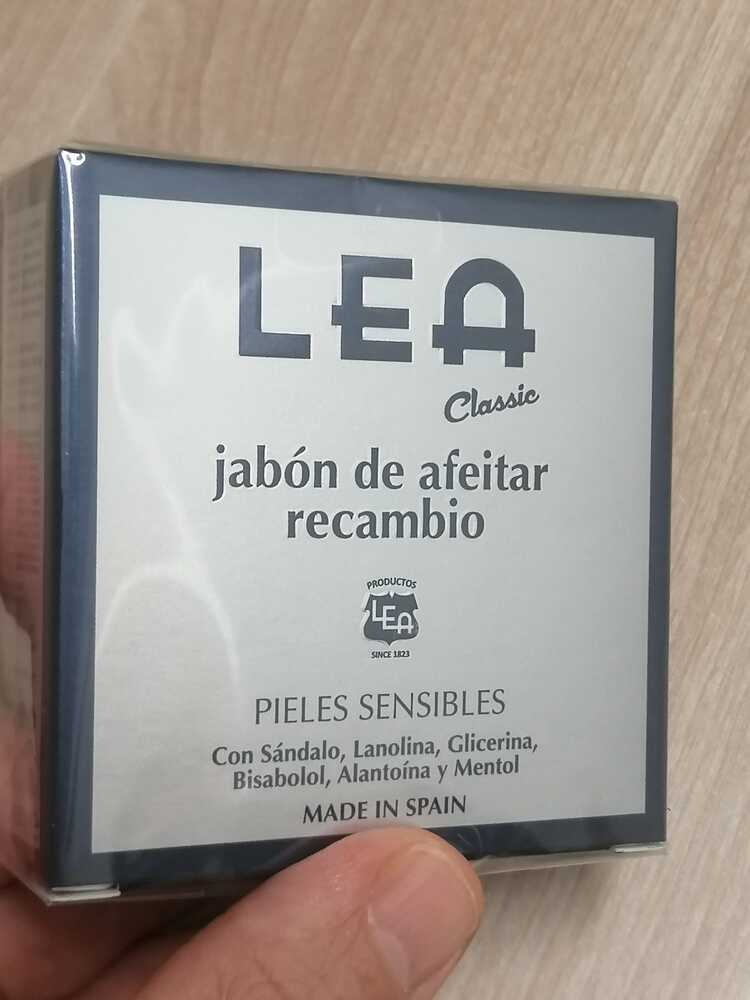 LEA
Classic
jabón de afeitar
recambio
PRODUCTOS
LEA
SINCE 1823
PIELES SENSIBLES
Con Sándalo, Lanolina, Glicerina,
Bisabolol, Alantoína y Mentol
MADE IN SPAIN